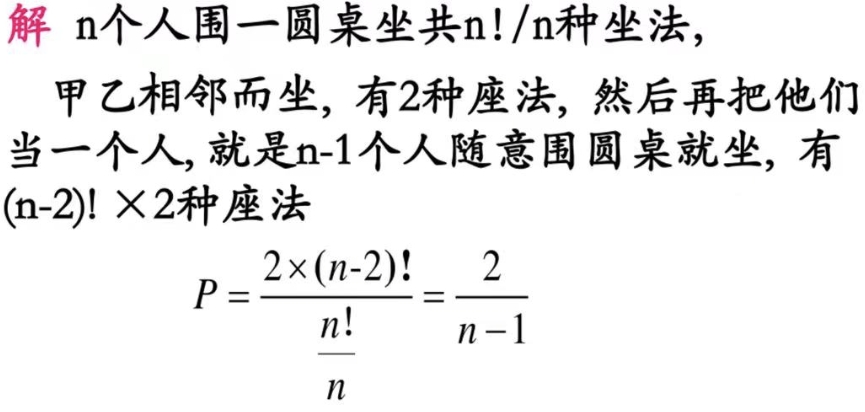 解 n个人围一圆桌坐共n!/n种坐法,
甲乙相邻而坐, 有2种座法, 然后再把他们
当一个人, 就是n-1个人随意围圆桌就坐, 有
(n-2)! ×2种座法
P = \frac{2×(n-2)!}{\frac{n!}{n}} = \frac{2}{n-1}